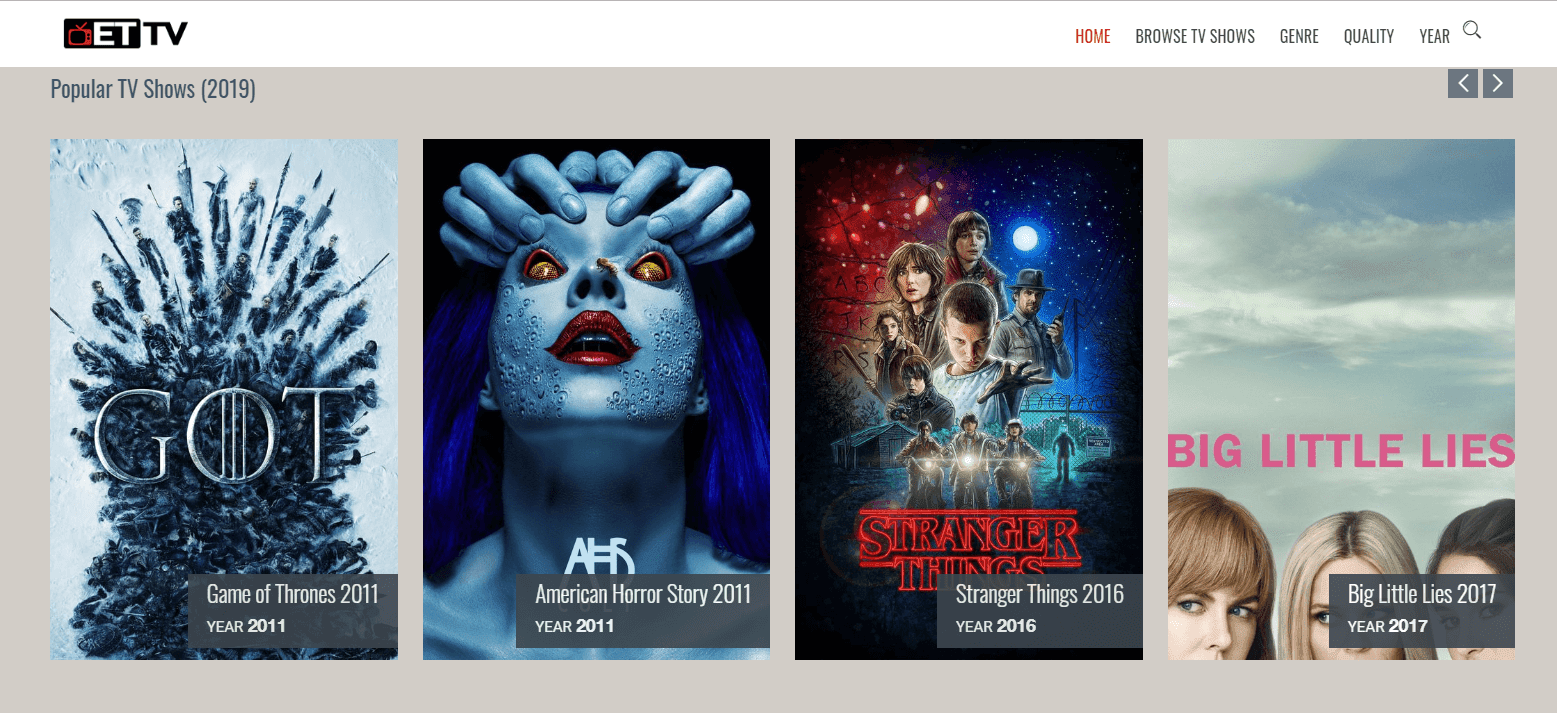 ETTV
HOME BROWSE TV SHOWS GENRE QUALITY YEAR
Popular TV Shows (2019)
GOT
Game of Thrones 2011
YEAR 2011
AHS
American Horror Story 2011
YEAR 2011
ABC
STRANGER
THINGS
Stranger Things 2016
YEAR 2016
BIG LITTLE LIES
Big Little Lies 2017
YEAR 2017